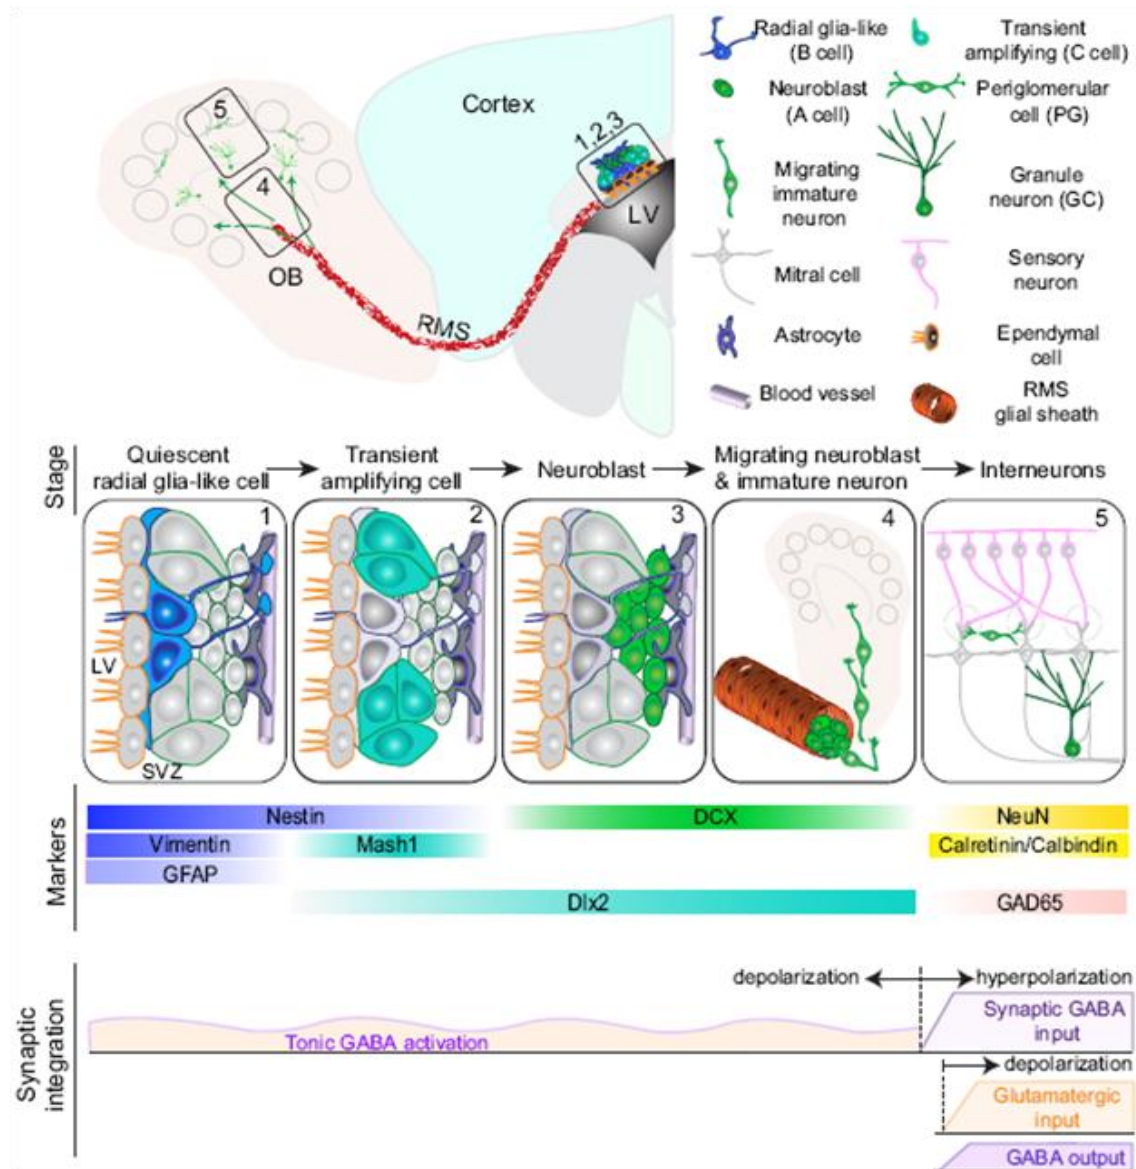 Cortex
5
4
OB
RMS
1,2,3
LV
Radial glia-like
(B cell)
Transient
amplifying (C cell)
Neuroblast
(A cell)
Periglomerular
cell (PG)
Migrating
immature
neuron
Granule
neuron (GC)
Mitral cell
Sensory
neuron
Astrocyte
Ependymal
cell
Blood vessel
RMS
glial sheath
Stage
Quiescent
radial glia-like cell
Transient
amplifying cell
Neuroblast
Migrating neuroblast
& immature neuron
Interneurons
1
LV
SVZ
2
3
4
5
Markers
Nestin
DCX
NeuN
Vimentin
Mash1
Calretinin/Calbindin
GFAP
Dlx2
GAD65
Synaptic
integration
depolarization
hyperpolarization
Tonic GABA activation
Synaptic GABA
input
depolarization
Glutamatergic
input
GABA output